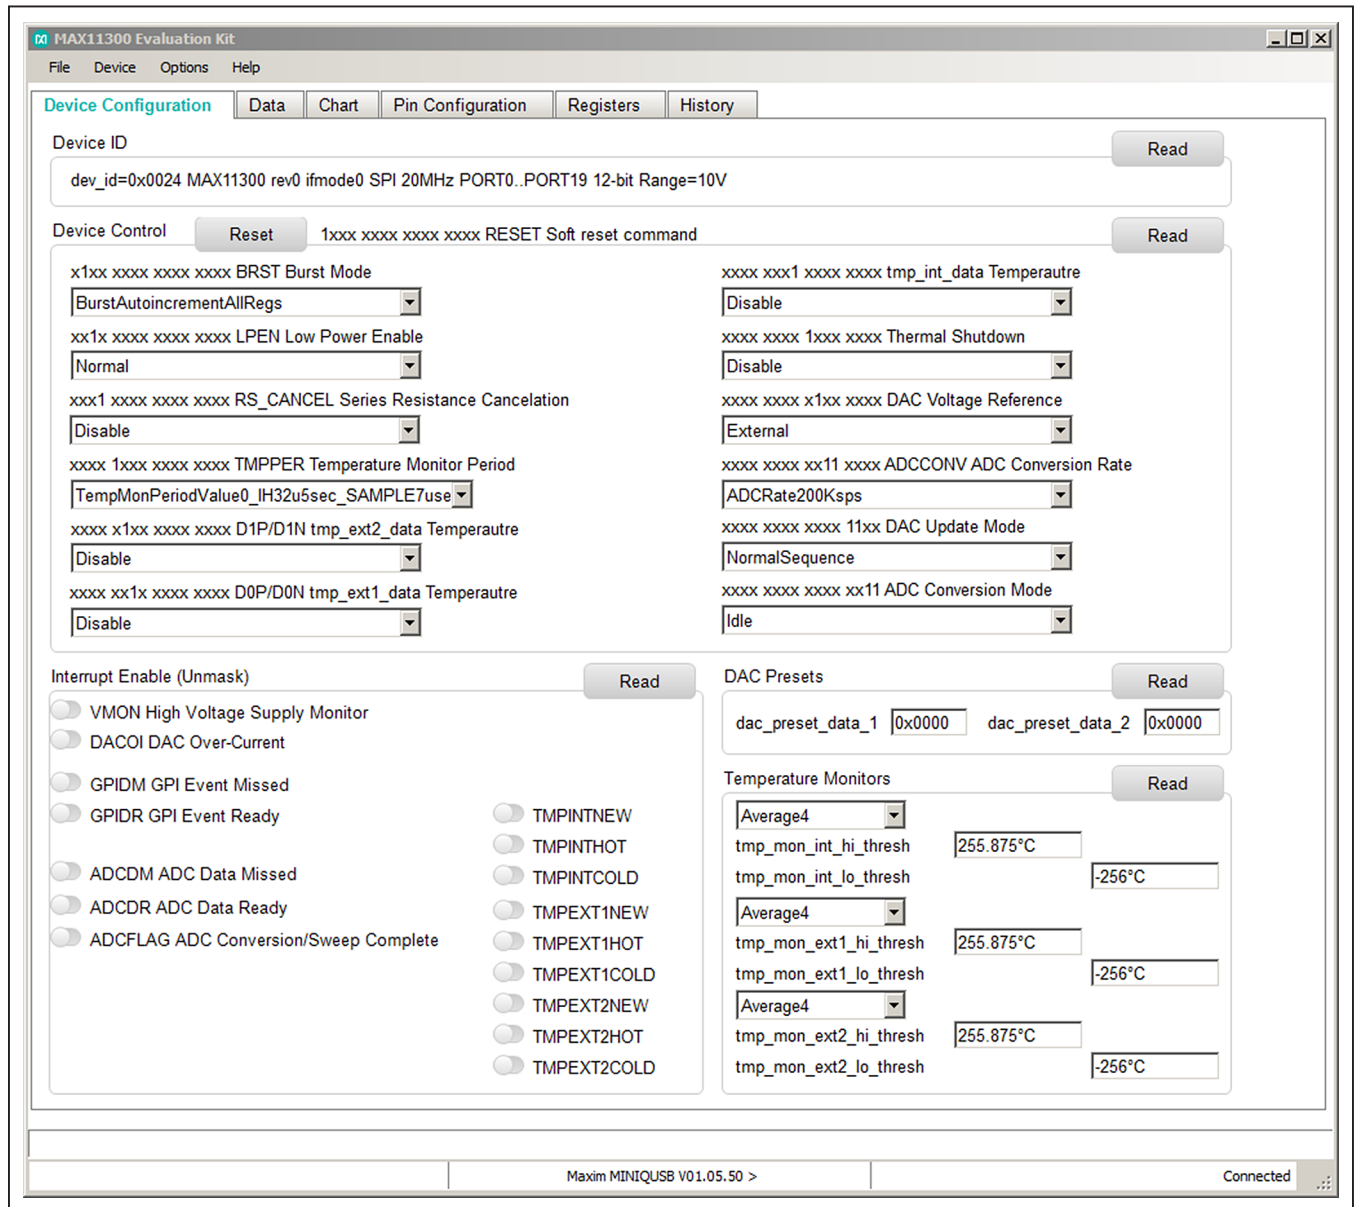 MAX11300 Evaluation Kit
File Device Options Help
Device Configuration Data Chart Pin Configuration Registers History
Device ID Read
dev_id=0x0024 MAX11300 rev0 ifmode0 SPI 20MHz PORT0..PORT19 12-bit Range=10V
Device Control Reset 1xxx xxxx xxxx xxxx RESET Soft reset command Read
x1xx xxxx xxxx xxxx BRST Burst Mode
BurstAutoincrementAllRegs
xx1x xxxx xxxx xxxx LPEN Low Power Enable
Normal
xxx1 xxxx xxxx xxxx RS_CANCEL Series Resistance Cancelation
Disable
xxxx 1xxx xxxx xxxx TMPPER Temperature Monitor Period
TempMonPeriodValue0_IH32u5sec_SAMPLE7use
xxxx x1xx xxxx xxxx D1P/D1N tmp_ext2_data Temperautre
Disable
xxxx xx1x xxxx xxxx D0P/D0N tmp_ext1_data Temperautre
Disable
xxxx xxx1 xxxx xxxx tmp_int_data Temperautre
Disable
xxxx xxxx 1xxx xxxx Thermal Shutdown
Disable
xxxx xxxx x1xx xxxx DAC Voltage Reference
External
xxxx xxxx xx11 xxxx ADCCONV ADC Conversion Rate
ADCRate200Ksps
xxxx xxxx xxxx 11xx DAC Update Mode
NormalSequence
xxxx xxxx xxxx xx11 ADC Conversion Mode
Idle
Interrupt Enable (Unmask) Read
VMON High Voltage Supply Monitor
DACOI DAC Over-Current
GPIDM GPI Event Missed
GPIDR GPI Event Ready
ADCDM ADC Data Missed
ADCDR ADC Data Ready
ADCFLAG ADC Conversion/Sweep Complete
TMPINTNEW
TMPINTHOT
TMPINTCOLD
TMPEXT1NEW
TMPEXT1HOT
TMPEXT1COLD
TMPEXT2NEW
TMPEXT2HOT
TMPEXT2COLD
DAC Presets Read
dac_preset_data_1 0x0000 dac_preset_data_2 0x0000
Temperature Monitors Read
Average4
tmp_mon_int_hi_thresh 255.875°C
tmp_mon_int_lo_thresh -256°C
Average4
tmp_mon_ext1_hi_thresh 255.875°C
tmp_mon_ext1_lo_thresh -256°C
Average4
tmp_mon_ext2_hi_thresh 255.875°C
tmp_mon_ext2_lo_thresh -256°C
Maxim MINIQUSB V01.05.50 > Connected